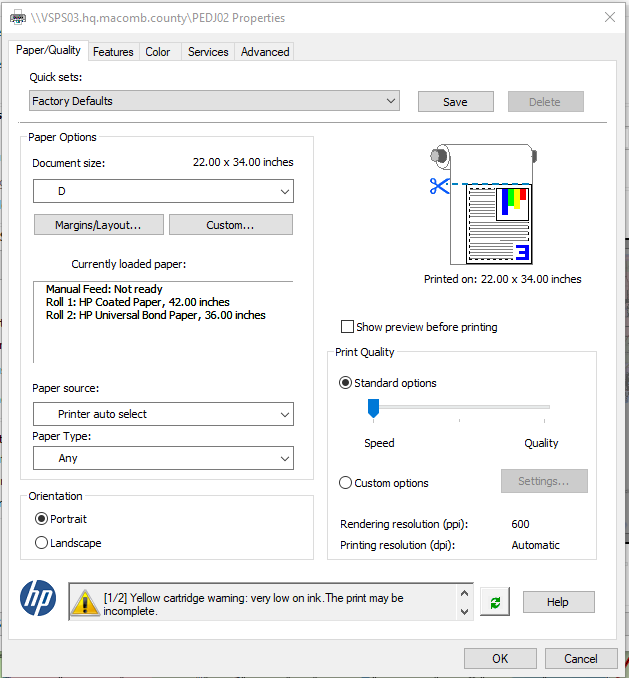 \\VSPS03.hq.macomb.county\PEDJ02 Properties
Paper/Quality Features Color Services Advanced
Quick sets:
Factory Defaults
Save
Delete
Paper Options
Document size: 22.00 x 34.00 inches
D
Margins/Layout...
Custom...
Currently loaded paper:
Manual Feed: Not ready
Roll 1: HP Coated Paper, 42.00 inches
Roll 2: HP Universal Bond Paper, 36.00 inches
Paper source:
Printer auto select
Paper Type:
Any
Orientation
Portrait
Landscape
3
Printed on: 22.00 x 34.00 inches
Show preview before printing
Print Quality
Standard options
Speed Quality
Custom options
Settings...
Rendering resolution (ppi): 600
Printing resolution (dpi): Automatic
hp
[1/2] Yellow cartridge warning: very low on ink.The print may be
incomplete.
Help
OK
Cancel